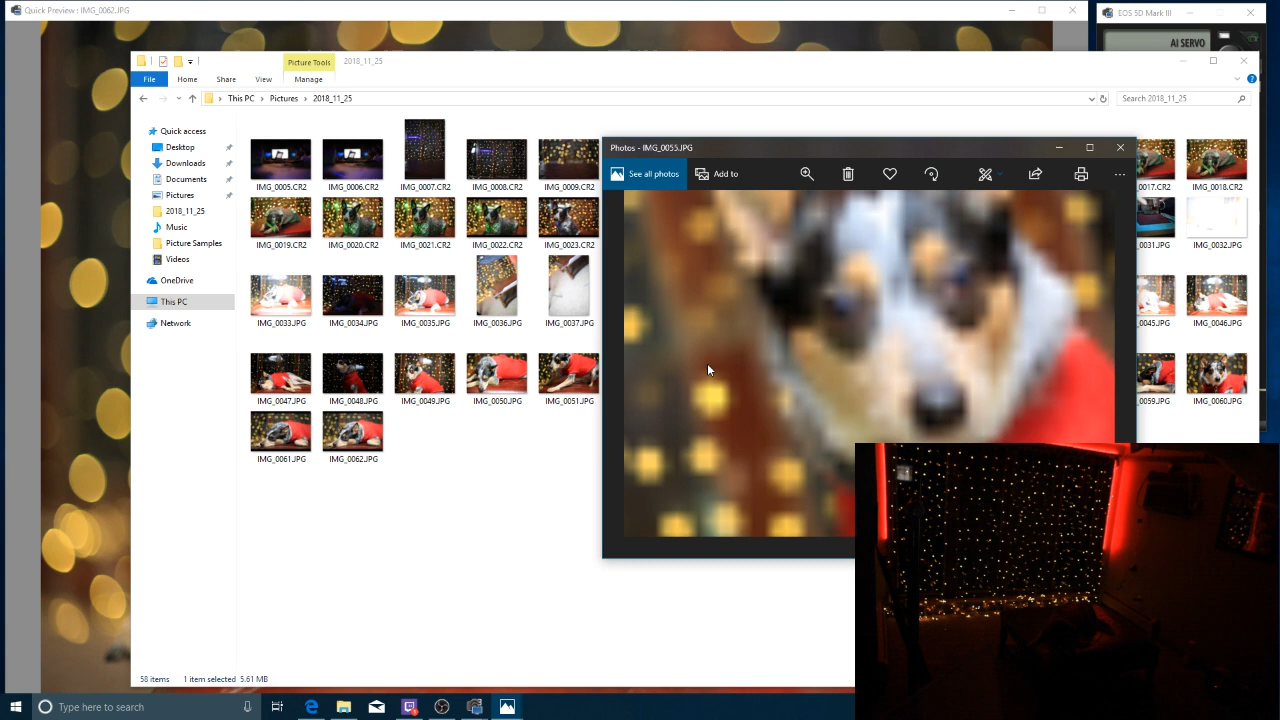 Quick Preview : IMG_0062.JPG
EOS 5D Mark III
AI SERVO
Picture Tools
2018_11_25
File
Home
Share
View
Manage
This PC
Pictures
2018_11_25
Search 2018_11_25
Quick access
Desktop
Downloads
Documents
Pictures
2018_11_25
Music
Picture Samples
Videos
OneDrive
This PC
Network
IMG_0005.CR2
IMG_0006.CR2
IMG_0007.CR2
IMG_0008.CR2
IMG_0009.CR2
0017.CR2
IMG_0018.CR2
IMG_0019.CR2
IMG_0020.CR2
IMG_0021.CR2
IMG_0022.CR2
IMG_0023.CR2
0031.JPG
IMG_0032.JPG
IMG_0033.JPG
IMG_0034.JPG
IMG_0035.JPG
IMG_0036.JPG
IMG_0037.JPG
0045.JPG
IMG_0046.JPG
IMG_0047.JPG
IMG_0048.JPG
IMG_0049.JPG
IMG_0050.JPG
IMG_0051.JPG
0059.JPG
IMG_0060.JPG
IMG_0061.JPG
IMG_0062.JPG
Photos - IMG_0055.JPG
See all photos
Add to
58 items
1 item selected 5.61 MB
Type here to search